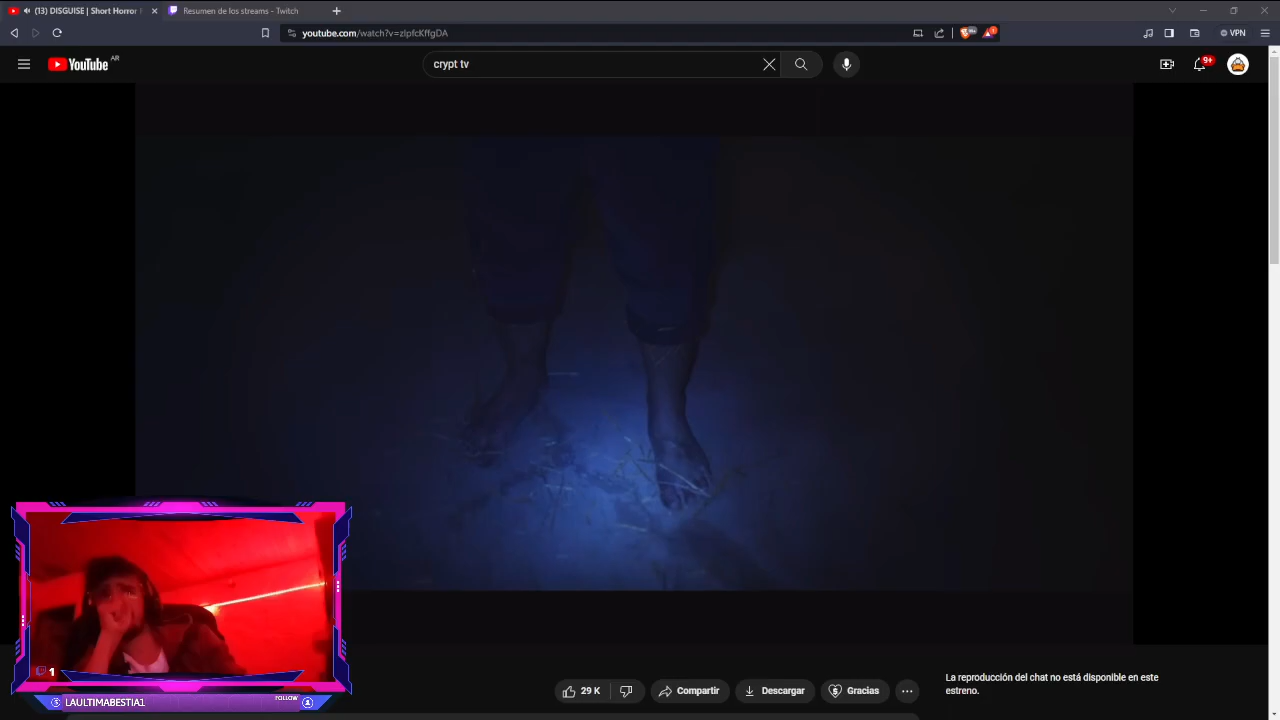 (13) DISGUISE | Short Horror
Resumen de los streams - Twitch
youtube.com/watch?v=zlpfcKffgDA
VPN
YouTube AR
crypt tv
9+
29 K
Compartir
Descargar
Gracias
La reproducción del chat no está disponible en este
estreno.
1
FOLLOW
LAULTIMABESTIA1